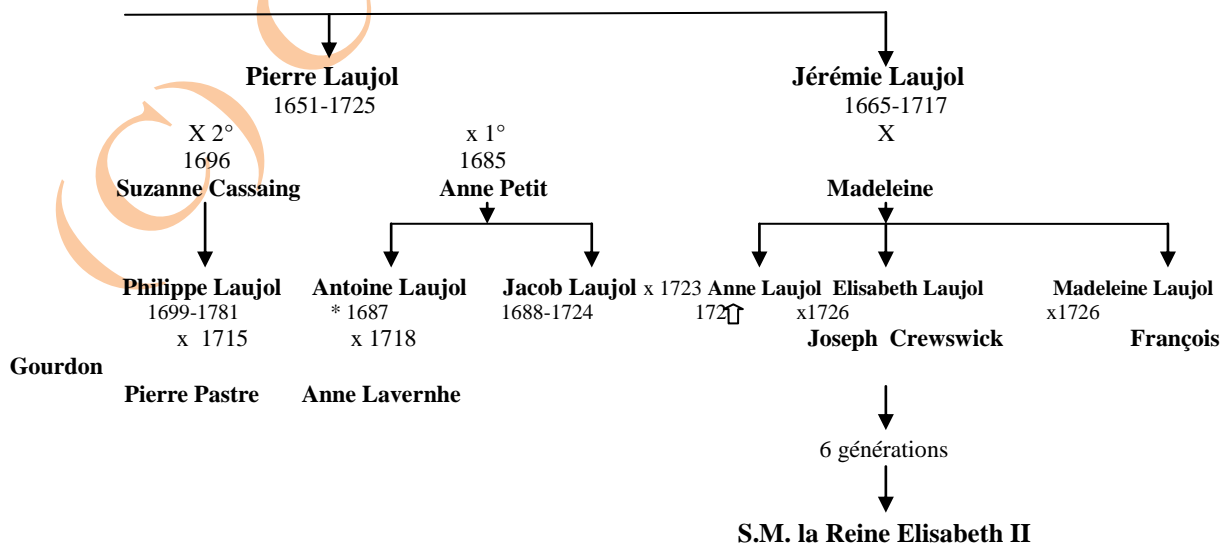 Pierre Laujol Jérémie Laujol
1651-1725 1665-1717
X 2° x 1° X
1696 1685
Suzanne Cassaing Anne Petit Madeleine
Philippe Laujol Antoine Laujol Jacob Laujol x 1723 Anne Laujol Elisabeth Laujol Madeleine Laujol
1699-1781 * 1687 1688-1724 172 x1726 x1726
x 1715 x 1718 Joseph Crewswick François
Gourdon
Pierre Pastre Anne Lavernhe
6 générations
S.M. la Reine Elisabeth II